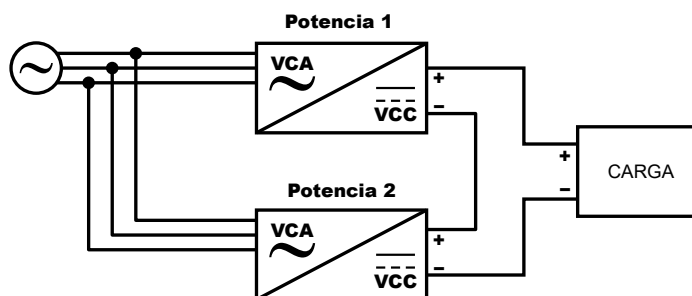 Potencia 1
VCA
+
VCC
−
Potencia 2
VCA
+
VCC
−
+
CARGA
−